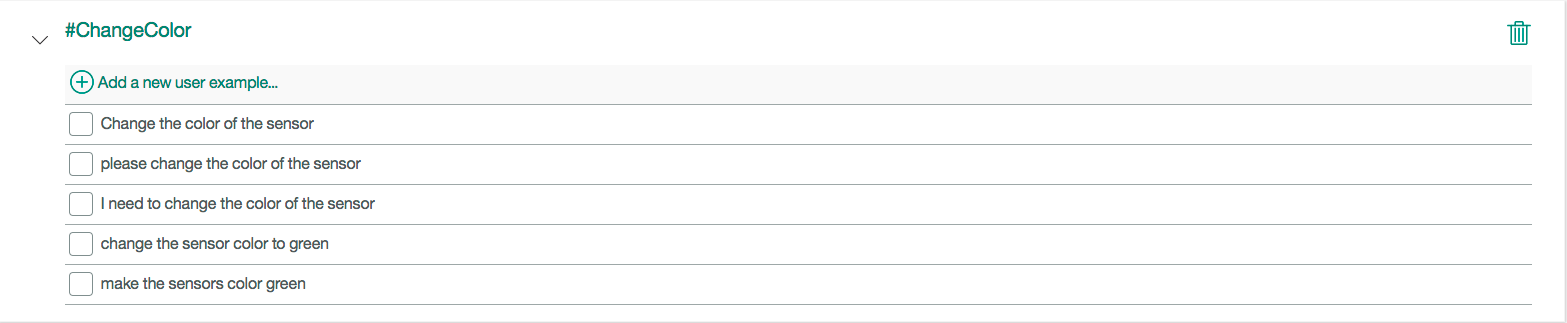 #ChangeColor
Add a new user example...
Change the color of the sensor
please change the color of the sensor
I need to change the color of the sensor
change the sensor color to green
make the sensors color green